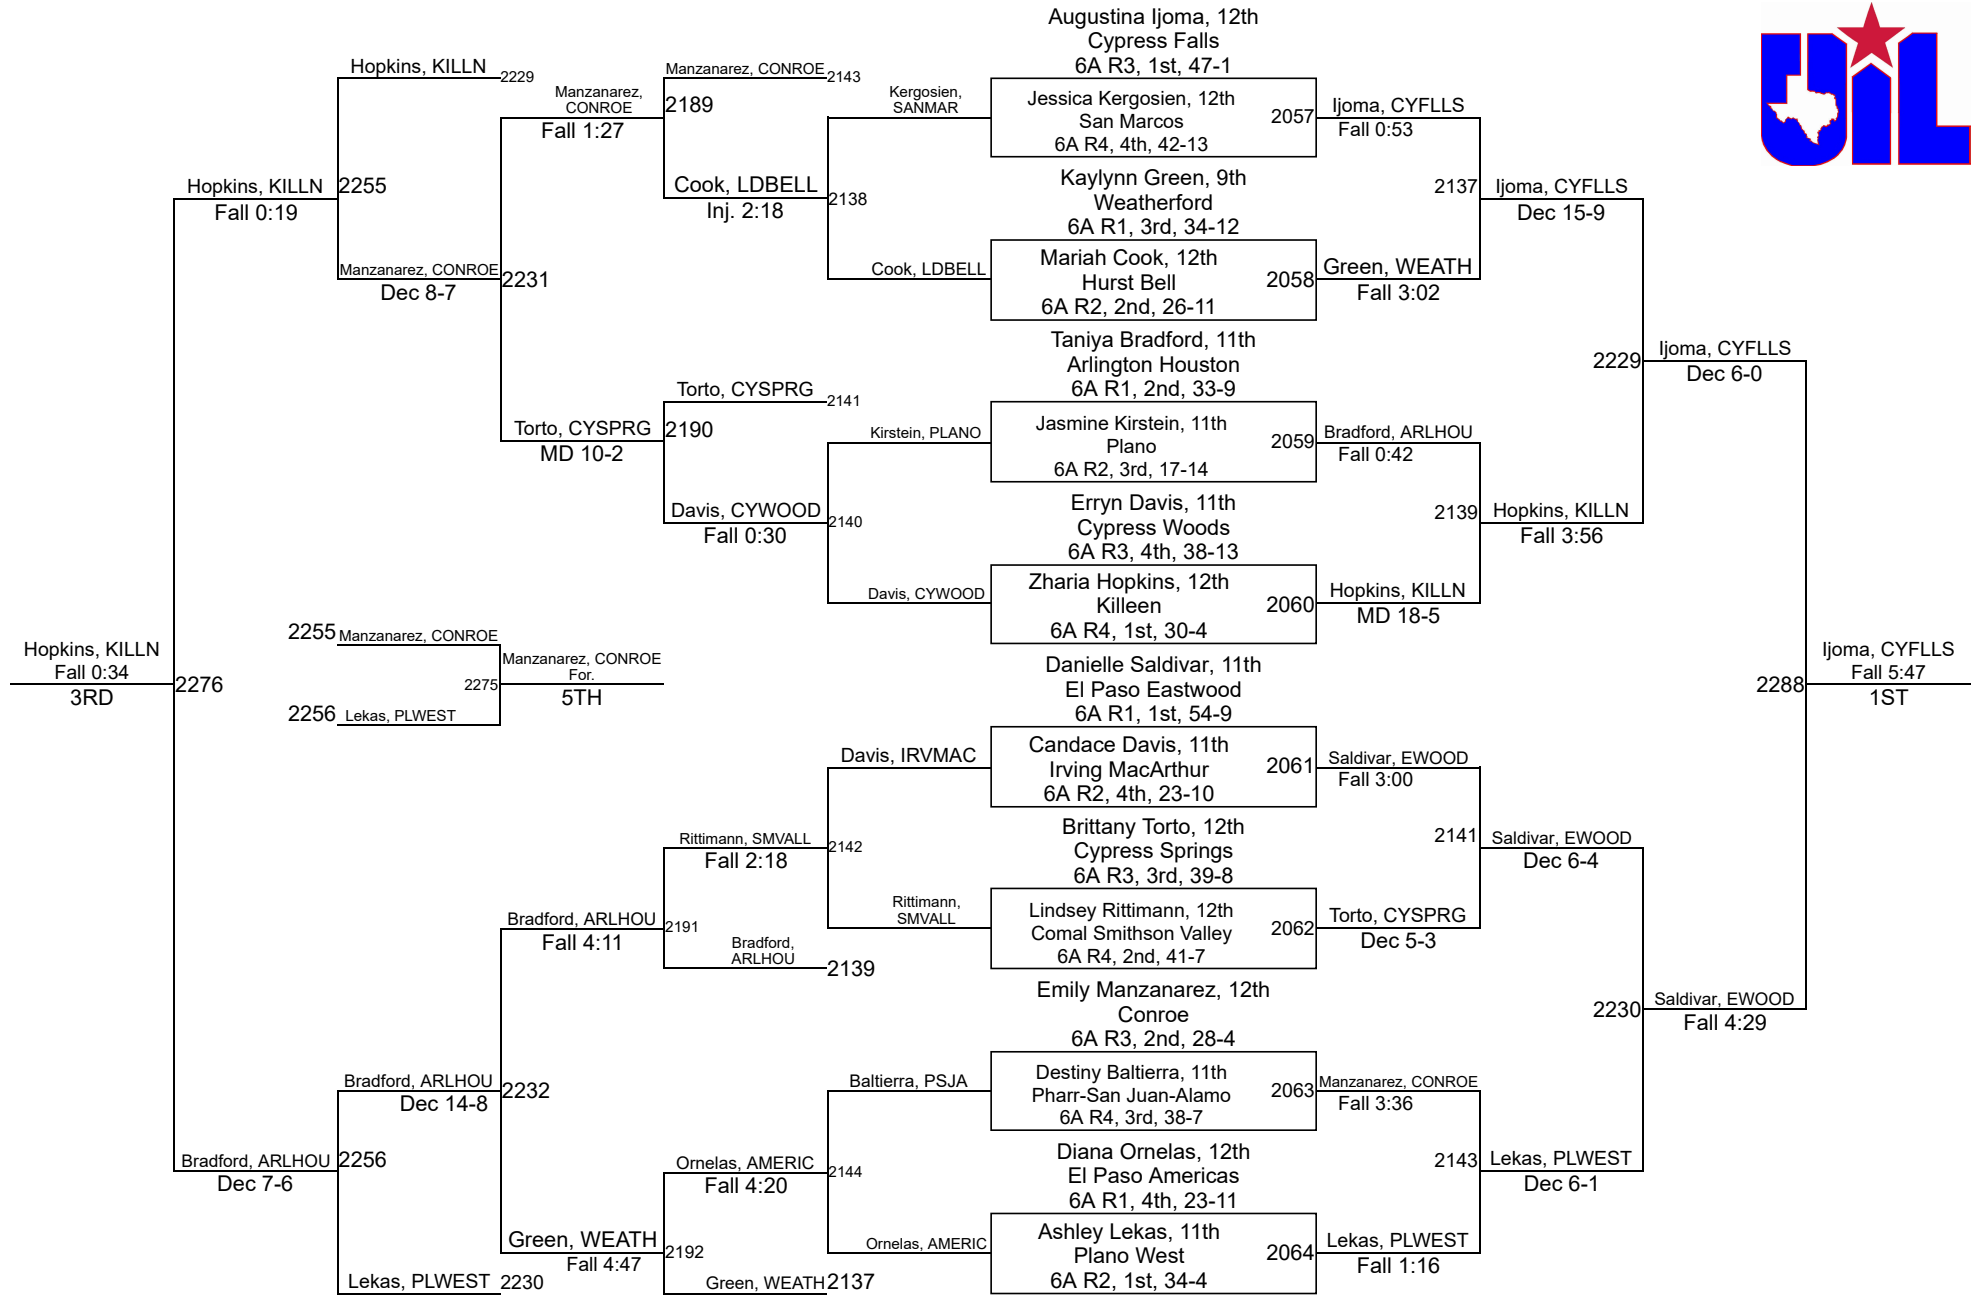 Hopkins, KILLN
Fall 0:34
3RD
2276
Hopkins, KILLN
Fall 0:19
Bradford, ARLHOU
Dec 7-6
Hopkins, KILLN
2229
2255
Manzanarez, CONROE
Dec 8-7
2231
2255
Manzanarez, CONROE
2256
Lekas, PLWEST
2275
Manzanarez, CONROE
For.
5TH
Bradford, ARLHOU
Dec 14-8
2232
2256
Lekas, PLWEST
2230
Manzanarez,
CONROE
Fall 1:27
Torto, CYSPRG
MD 10-2
Bradford, ARLHOU
Fall 4:11
Green, WEATH
Fall 4:47
Manzanarez, CONROE
2143
2189
Cook, LDBELL
Inj. 2:18
2138
Torto, CYSPRG
2141
2190
Davis, CYWOOD
Fall 0:30
2140
Rittimann, SMVALL
Fall 2:18
2142
2191
Bradford,
ARLHOU
2139
Ornelas, AMERIC
Fall 4:20
2144
2192
Green, WEATH
2137
Kergosien,
SANMAR
Cook, LDBELL
Kirstein, PLANO
Davis, CYWOOD
Davis, IRVMAC
Rittimann,
SMVALL
Baltierra, PSJA
Ornelas, AMERIC
Augustina Ijoma, 12th
Cypress Falls
6A R3, 1st, 47-1
Jessica Kergosien, 12th
San Marcos
6A R4, 4th, 42-13
2057
Kaylynn Green, 9th
Weatherford
6A R1, 3rd, 34-12
Mariah Cook, 12th
Hurst Bell
6A R2, 2nd, 26-11
2058
Taniya Bradford, 11th
Arlington Houston
6A R1, 2nd, 33-9
Jasmine Kirstein, 11th
Plano
6A R2, 3rd, 17-14
2059
Erryn Davis, 11th
Cypress Woods
6A R3, 4th, 38-13
Zharia Hopkins, 12th
Killeen
6A R4, 1st, 30-4
2060
Danielle Saldivar, 11th
El Paso Eastwood
6A R1, 1st, 54-9
Candace Davis, 11th
Irving MacArthur
6A R2, 4th, 23-10
2061
Brittany Torto, 12th
Cypress Springs
6A R3, 3rd, 39-8
Lindsey Rittimann, 12th
Comal Smithson Valley
6A R4, 2nd, 41-7
2062
Emily Manzanarez, 12th
Conroe
6A R3, 2nd, 28-4
Destiny Baltierra, 11th
Pharr-San Juan-Alamo
6A R4, 3rd, 38-7
2063
Diana Ornelas, 12th
El Paso Americas
6A R1, 4th, 23-11
Ashley Lekas, 11th
Plano West
6A R2, 1st, 34-4
2064
Ijoma, CYFLLS
Fall 0:53
2137
Green, WEATH
Fall 3:02
Bradford, ARLHOU
Fall 0:42
2139
Hopkins, KILLN
MD 18-5
Saldivar, EWOOD
Fall 3:00
2141
Torto, CYSPRG
Dec 5-3
Manzanarez, CONROE
Fall 3:36
2143
Lekas, PLWEST
Fall 1:16
Ijoma, CYFLLS
Dec 15-9
2229
Hopkins, KILLN
Fall 3:56
Saldivar, EWOOD
Dec 6-4
2230
Lekas, PLWEST
Dec 6-1
Ijoma, CYFLLS
Dec 6-0
2288
Saldivar, EWOOD
Fall 4:29
Ijoma, CYFLLS
Fall 5:47
1ST
UIL